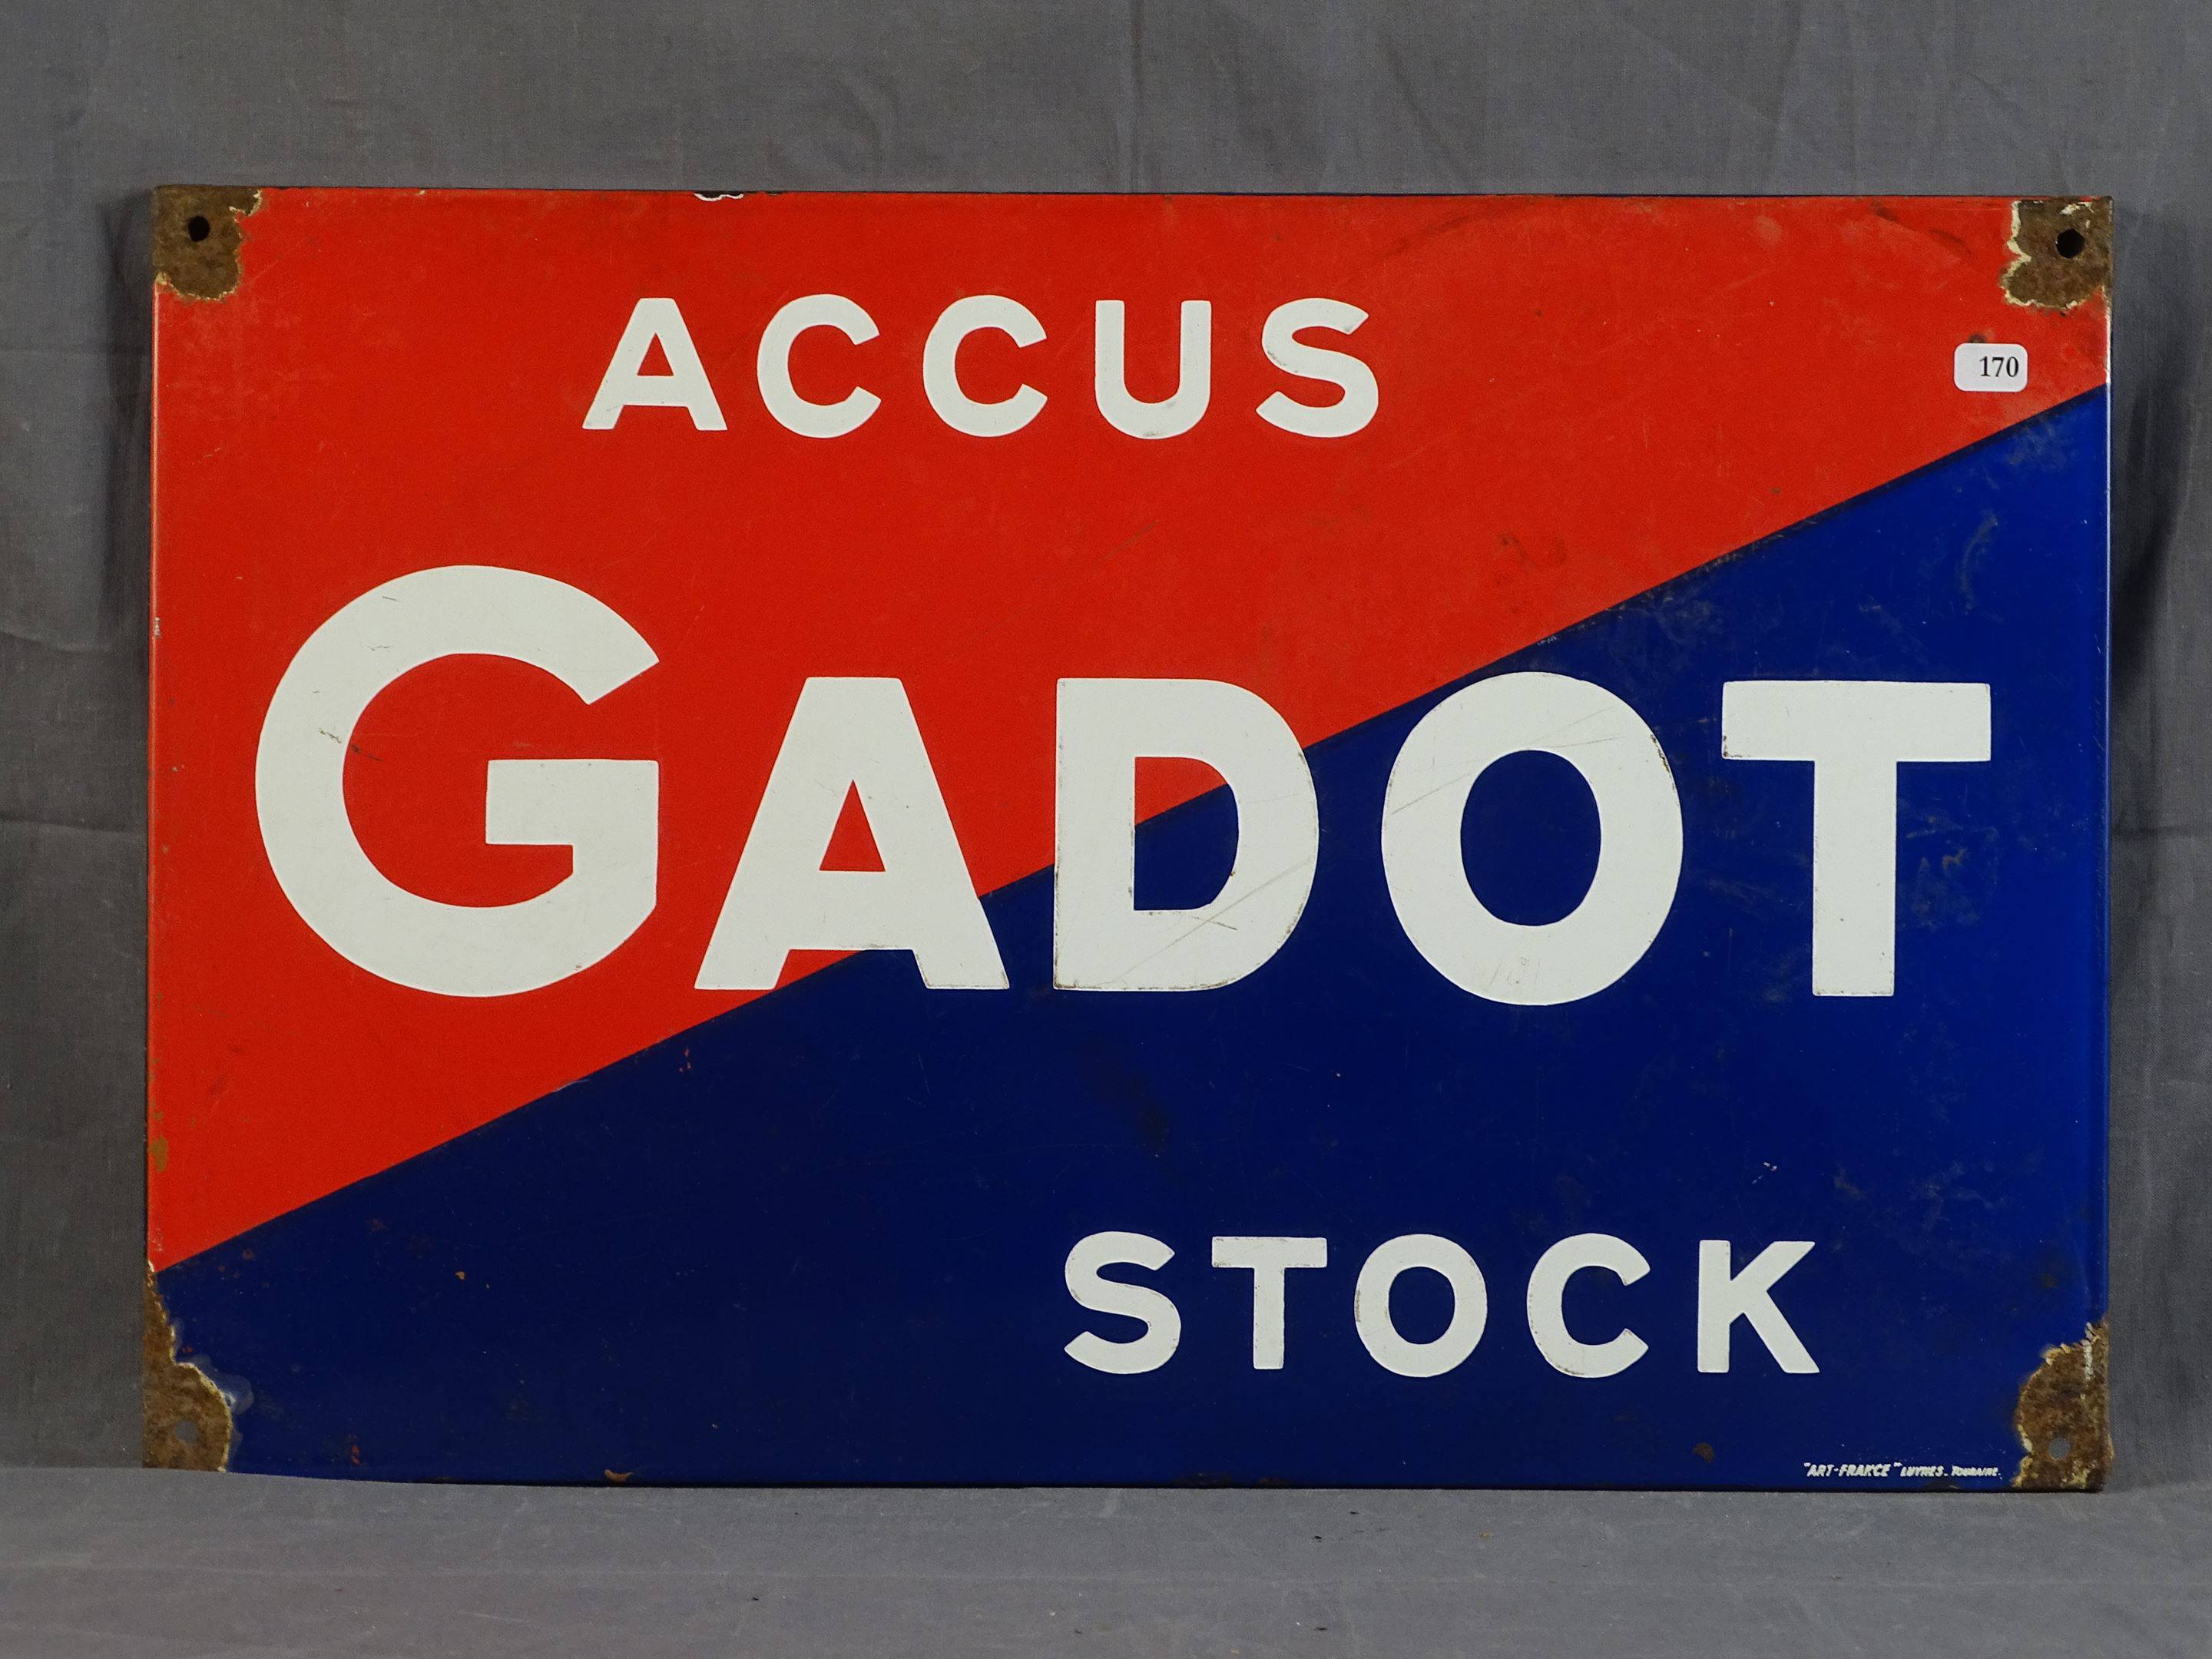 ACCUS
170
GADOT
STOCK
"ART-FRANCE" LUYNES. TOURAINE.